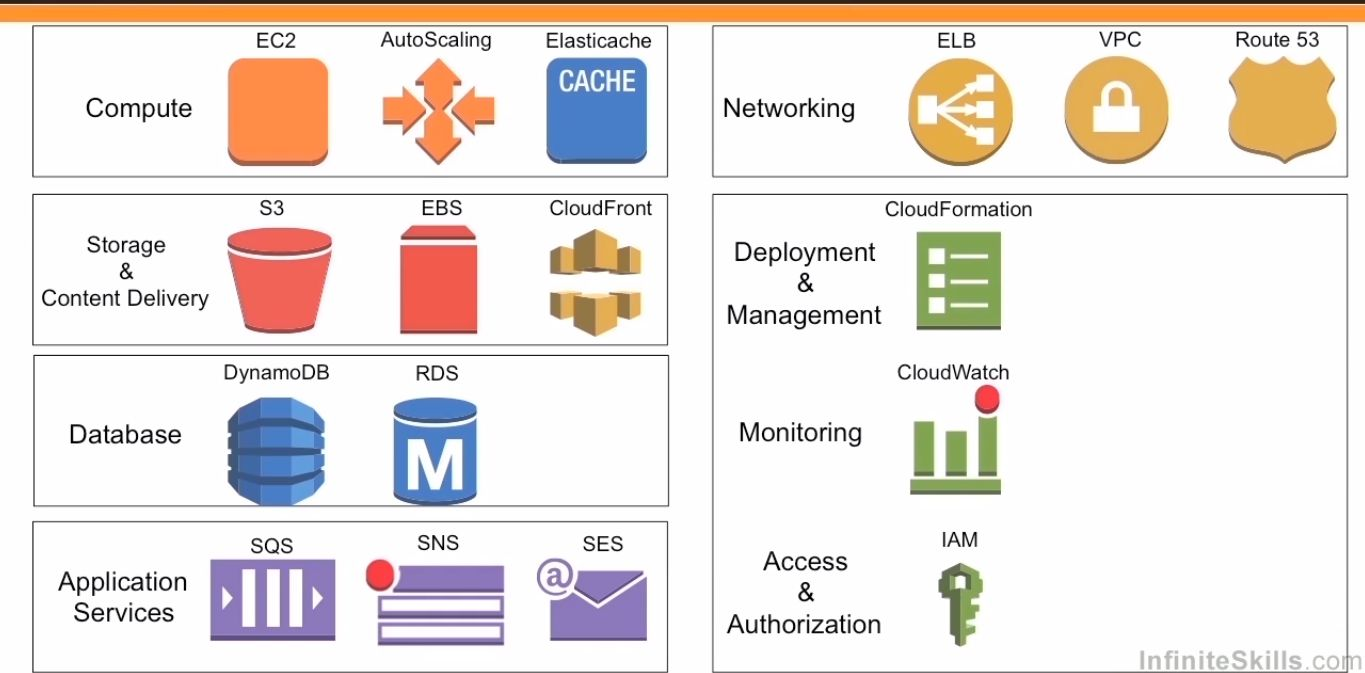 EC2
AutoScaling
Elasticache
Compute
CACHE
ELB
VPC
Route 53
Networking
S3
EBS
CloudFront
Storage
&
Content Delivery
CloudFormation
Deployment
&
Management
DynamoDB
RDS
Database
M
CloudWatch
Monitoring
SQS
SNS
SES
Application
Services
@
IAM
Access
&
Authorization
InfiniteSkills.com